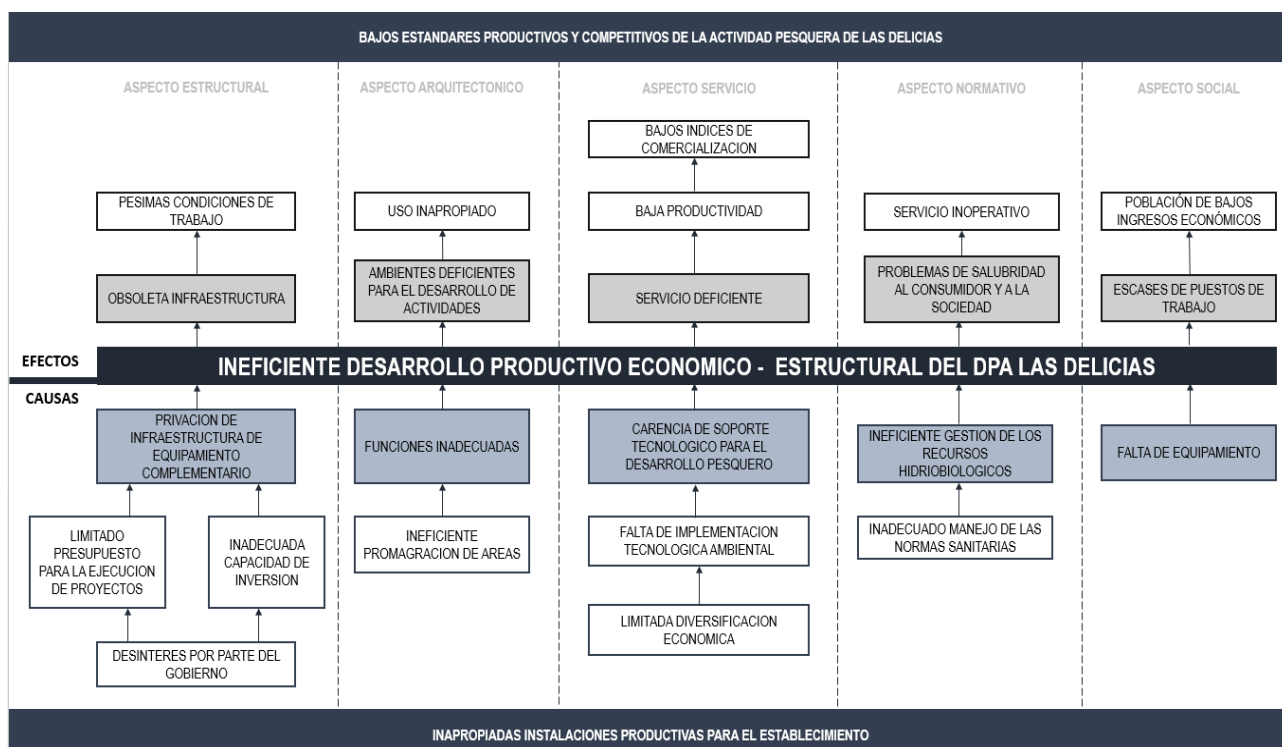 BAJOS ESTANDARES PRODUCTIVOS Y COMPETITIVOS DE LA ACTIVIDAD PESQUERA DE LAS DELICIAS
ASPECTO ESTRUCTURAL
ASPECTO ARQUITECTONICO
ASPECTO SERVICIO
ASPECTO NORMATIVO
ASPECTO SOCIAL
BAJOS INDICES DE
COMERCIALIZACION
PESIMAS CONDICIONES DE
TRABAJO
USO INAPROPIADO
BAJA PRODUCTIVIDAD
SERVICIO INOPERATIVO
POBLACIÓN DE BAJOS
INGRESOS ECONÓMICOS
OBSOLETA INFRAESTRUCTURA
AMBIENTES DEFICIENTES
PARA EL DESARROLLO DE
ACTIVIDADES
SERVICIO DEFICIENTE
PROBLEMAS DE SALUBRIDAD
AL CONSUMIDOR Y A LA
SOCIEDAD
ESCASES DE PUESTOS DE
TRABAJO
EFECTOS
INEFICIENTE DESARROLLO PRODUCTIVO ECONOMICO - ESTRUCTURAL DEL DPA LAS DELICIAS
CAUSAS
PRIVACION DE
INFRAESTRUCTURA DE
EQUIPAMIENTO
COMPLEMENTARIO
FUNCIONES INADECUADAS
CARENCIA DE SOPORTE
TECNOLOGICO PARA EL
DESARROLLO PESQUERO
INEFICIENTE GESTION DE LOS
RECURSOS
HIDRIOBIOLOGICOS
FALTA DE EQUIPAMIENTO
LIMITADO
PRESUPUESTO
PARA LA EJECUCION
DE PROYECTOS
INADECUADA
CAPACIDAD DE
INVERSION
INEFICIENTE
PROMAGRACION DE AREAS
FALTA DE IMPLEMENTACION
TECNOLOGICA AMBIENTAL
INADECUADO MANEJO DE LAS
NORMAS SANITARIAS
LIMITADA DIVERSIFICACION
ECONOMICA
DESINTERES POR PARTE DEL
GOBIERNO
INAPROPIADAS INSTALACIONES PRODUCTIVAS PARA EL ESTABLECIMIENTO